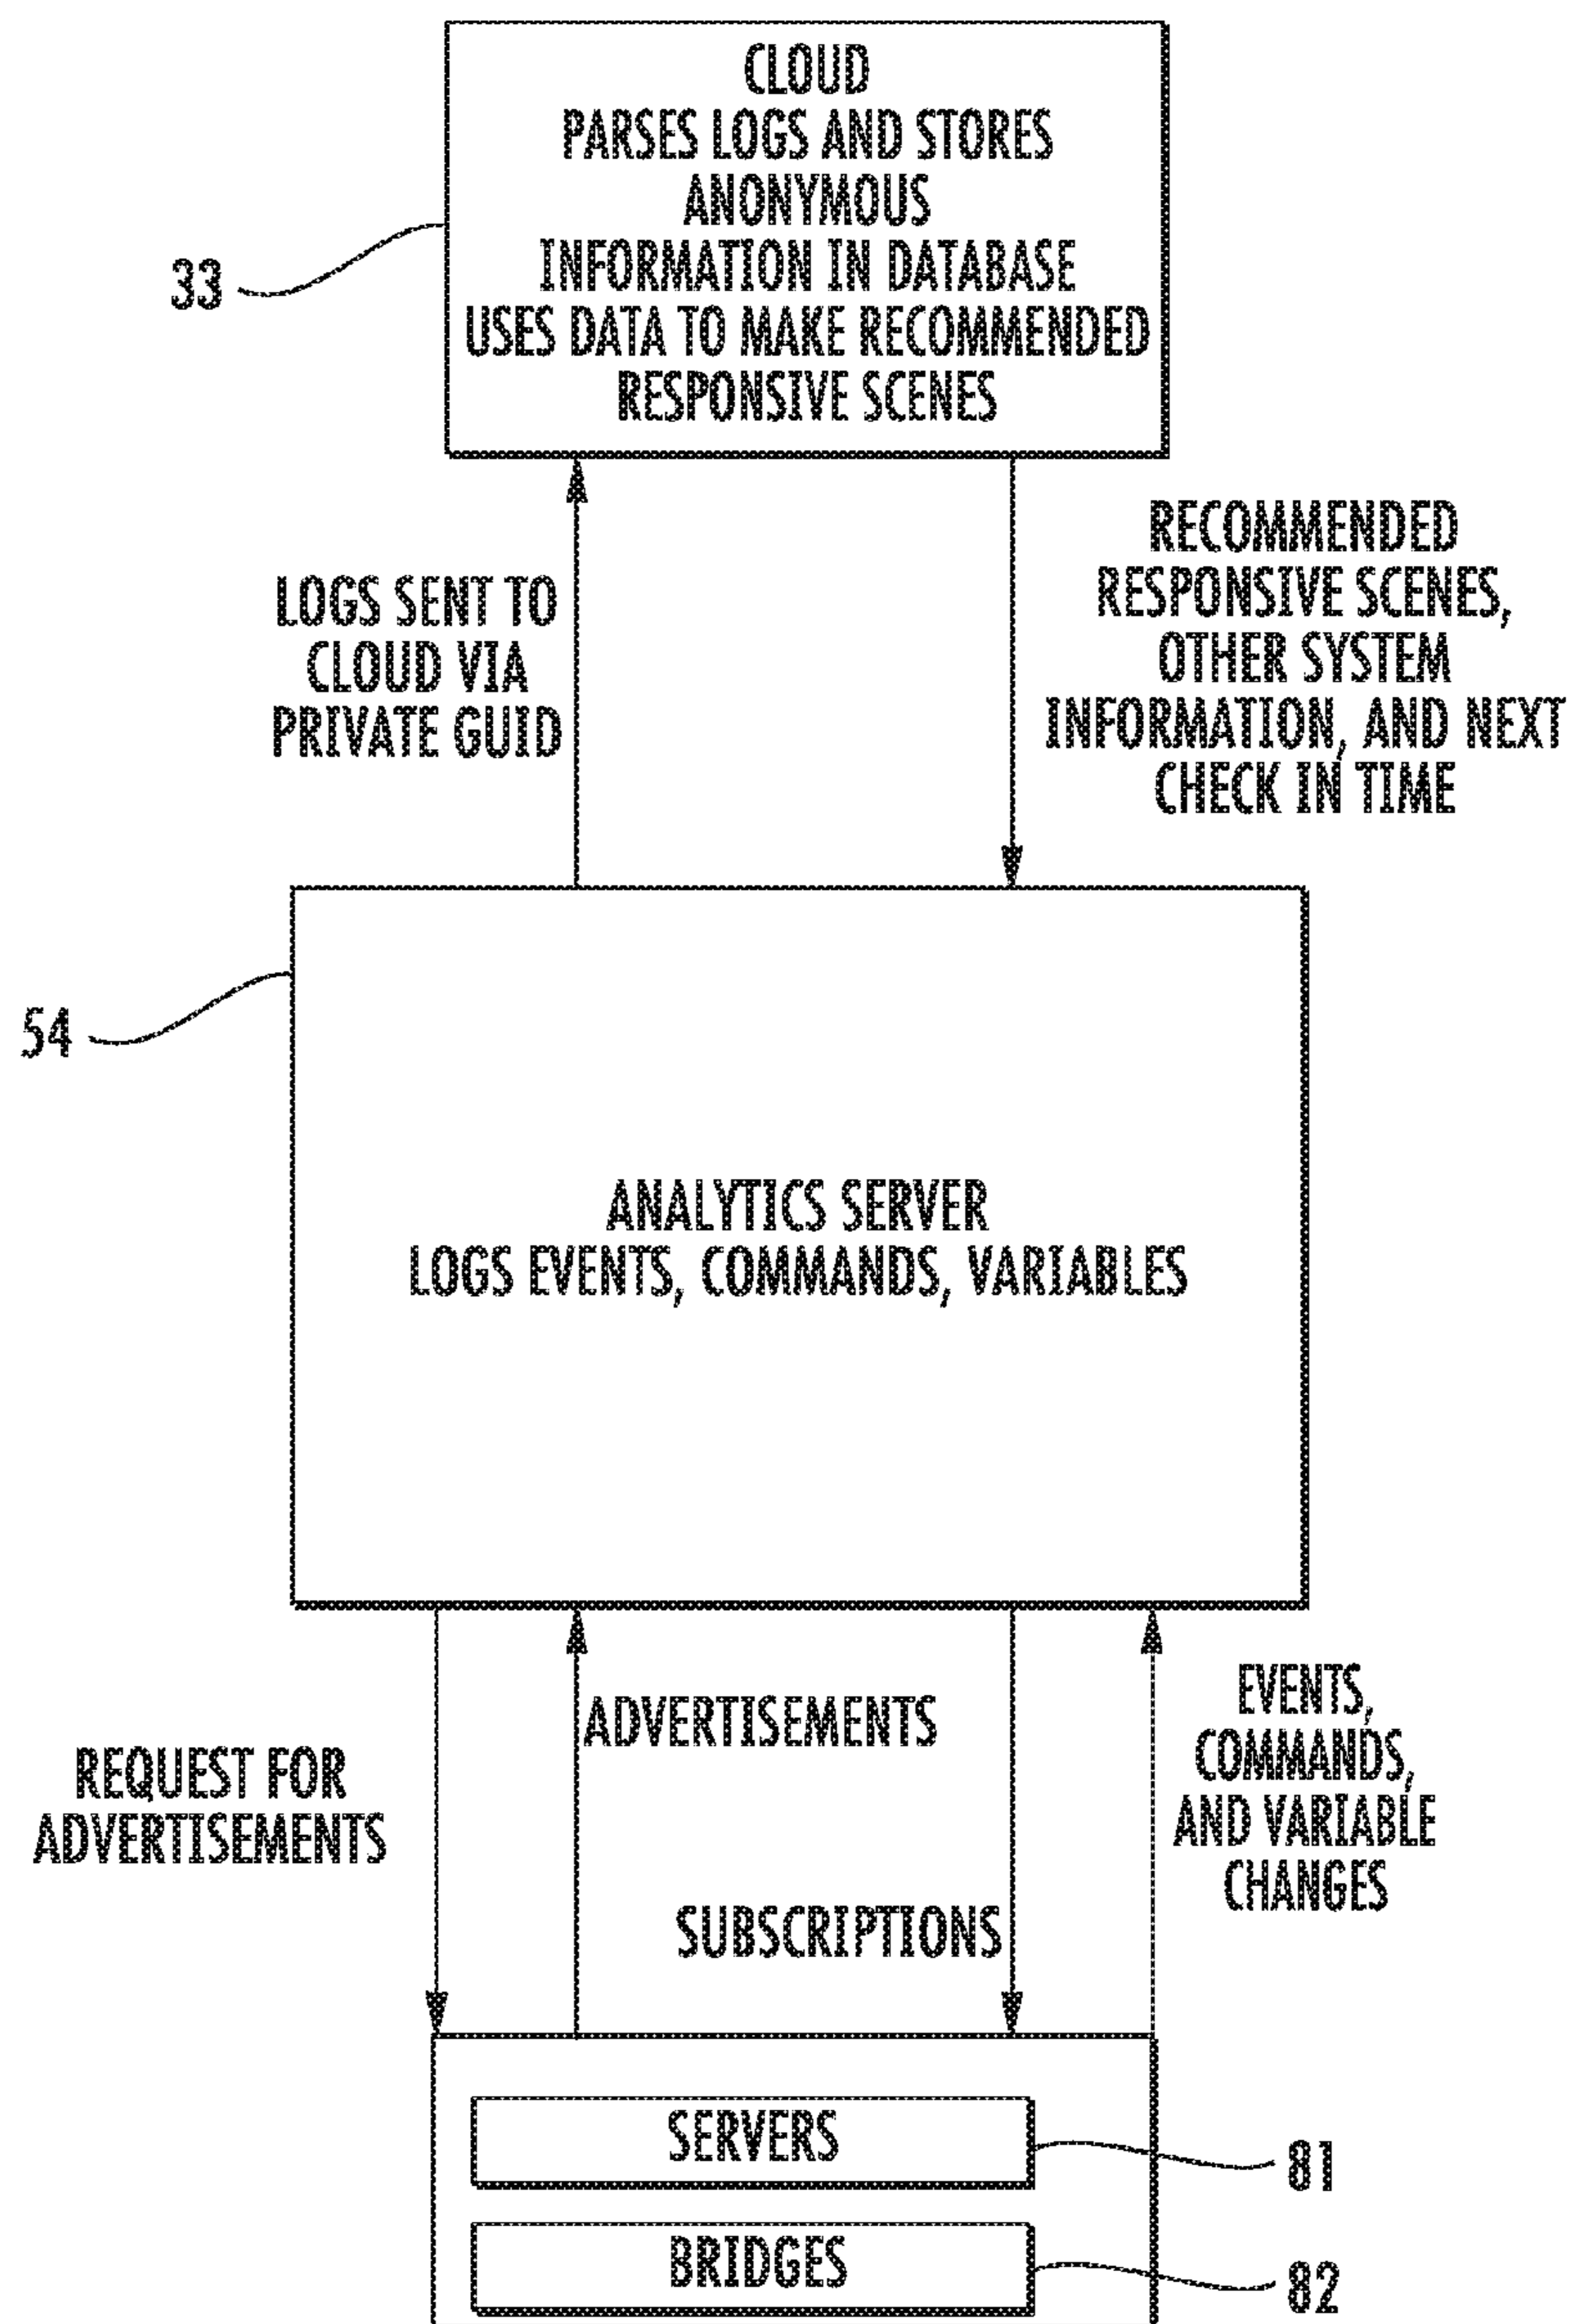 CLOUD
PARSES LOGS AND STORES
ANONYMOUS
INFORMATION IN DATABASE
USES DATA TO MAKE RECOMMENDED
RESPONSIVE SCENES
33
LOGS SENT TO
CLOUD VIA
PRIVATE GUID
RECOMMENDED
RESPONSIVE SCENES,
OTHER SYSTEM
INFORMATION, AND NEXT
CHECK IN TIME
54
ANALYTICS SERVER
LOGS EVENTS, COMMANDS, VARIABLES
REQUEST FOR
ADVERTISEMENTS
ADVERTISEMENTS
SUBSCRIPTIONS
EVENTS,
COMMANDS,
AND VARIABLE
CHANGES
SERVERS
81
BRIDGES
82